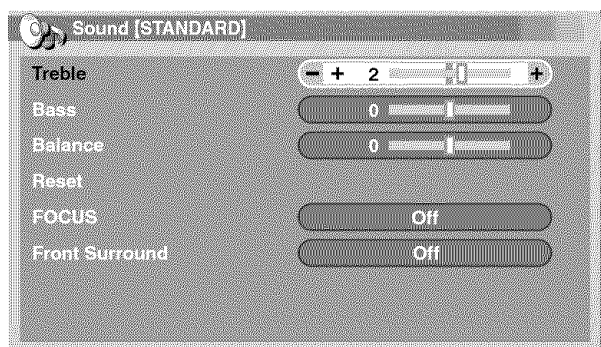 Sound [STANDARD]
Treble - + 2 +
Bass 0
Balance 0
Reset
FOCUS Off
Front Surround Off